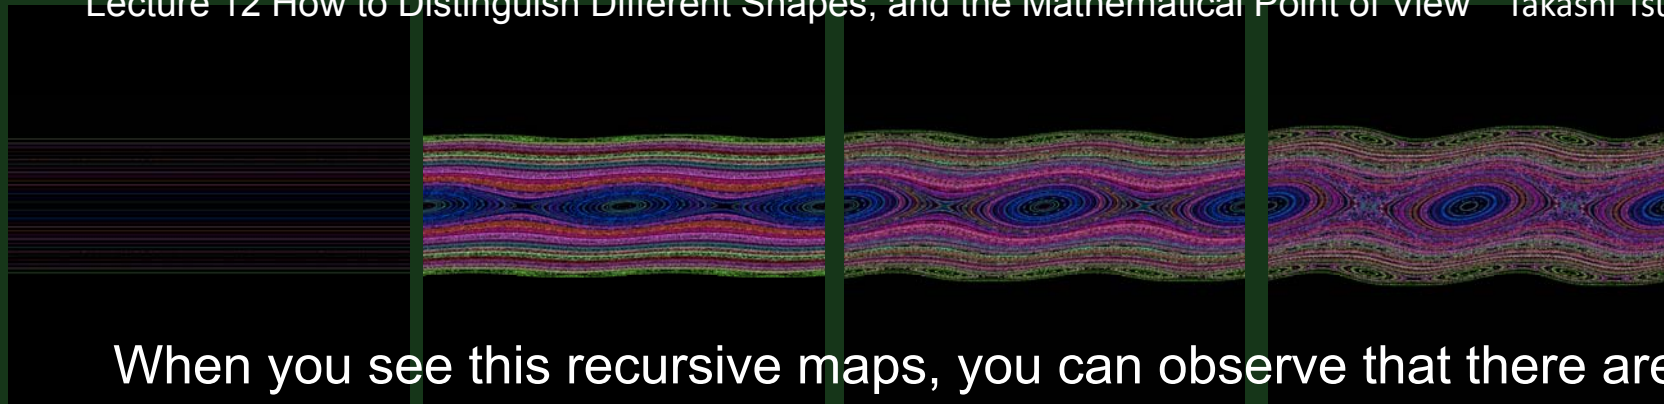 Lecture 12 How to Distinguish Different Shapes, and the Mathematical Point of View Takashi
When you see this recursive maps, you can observe that there are